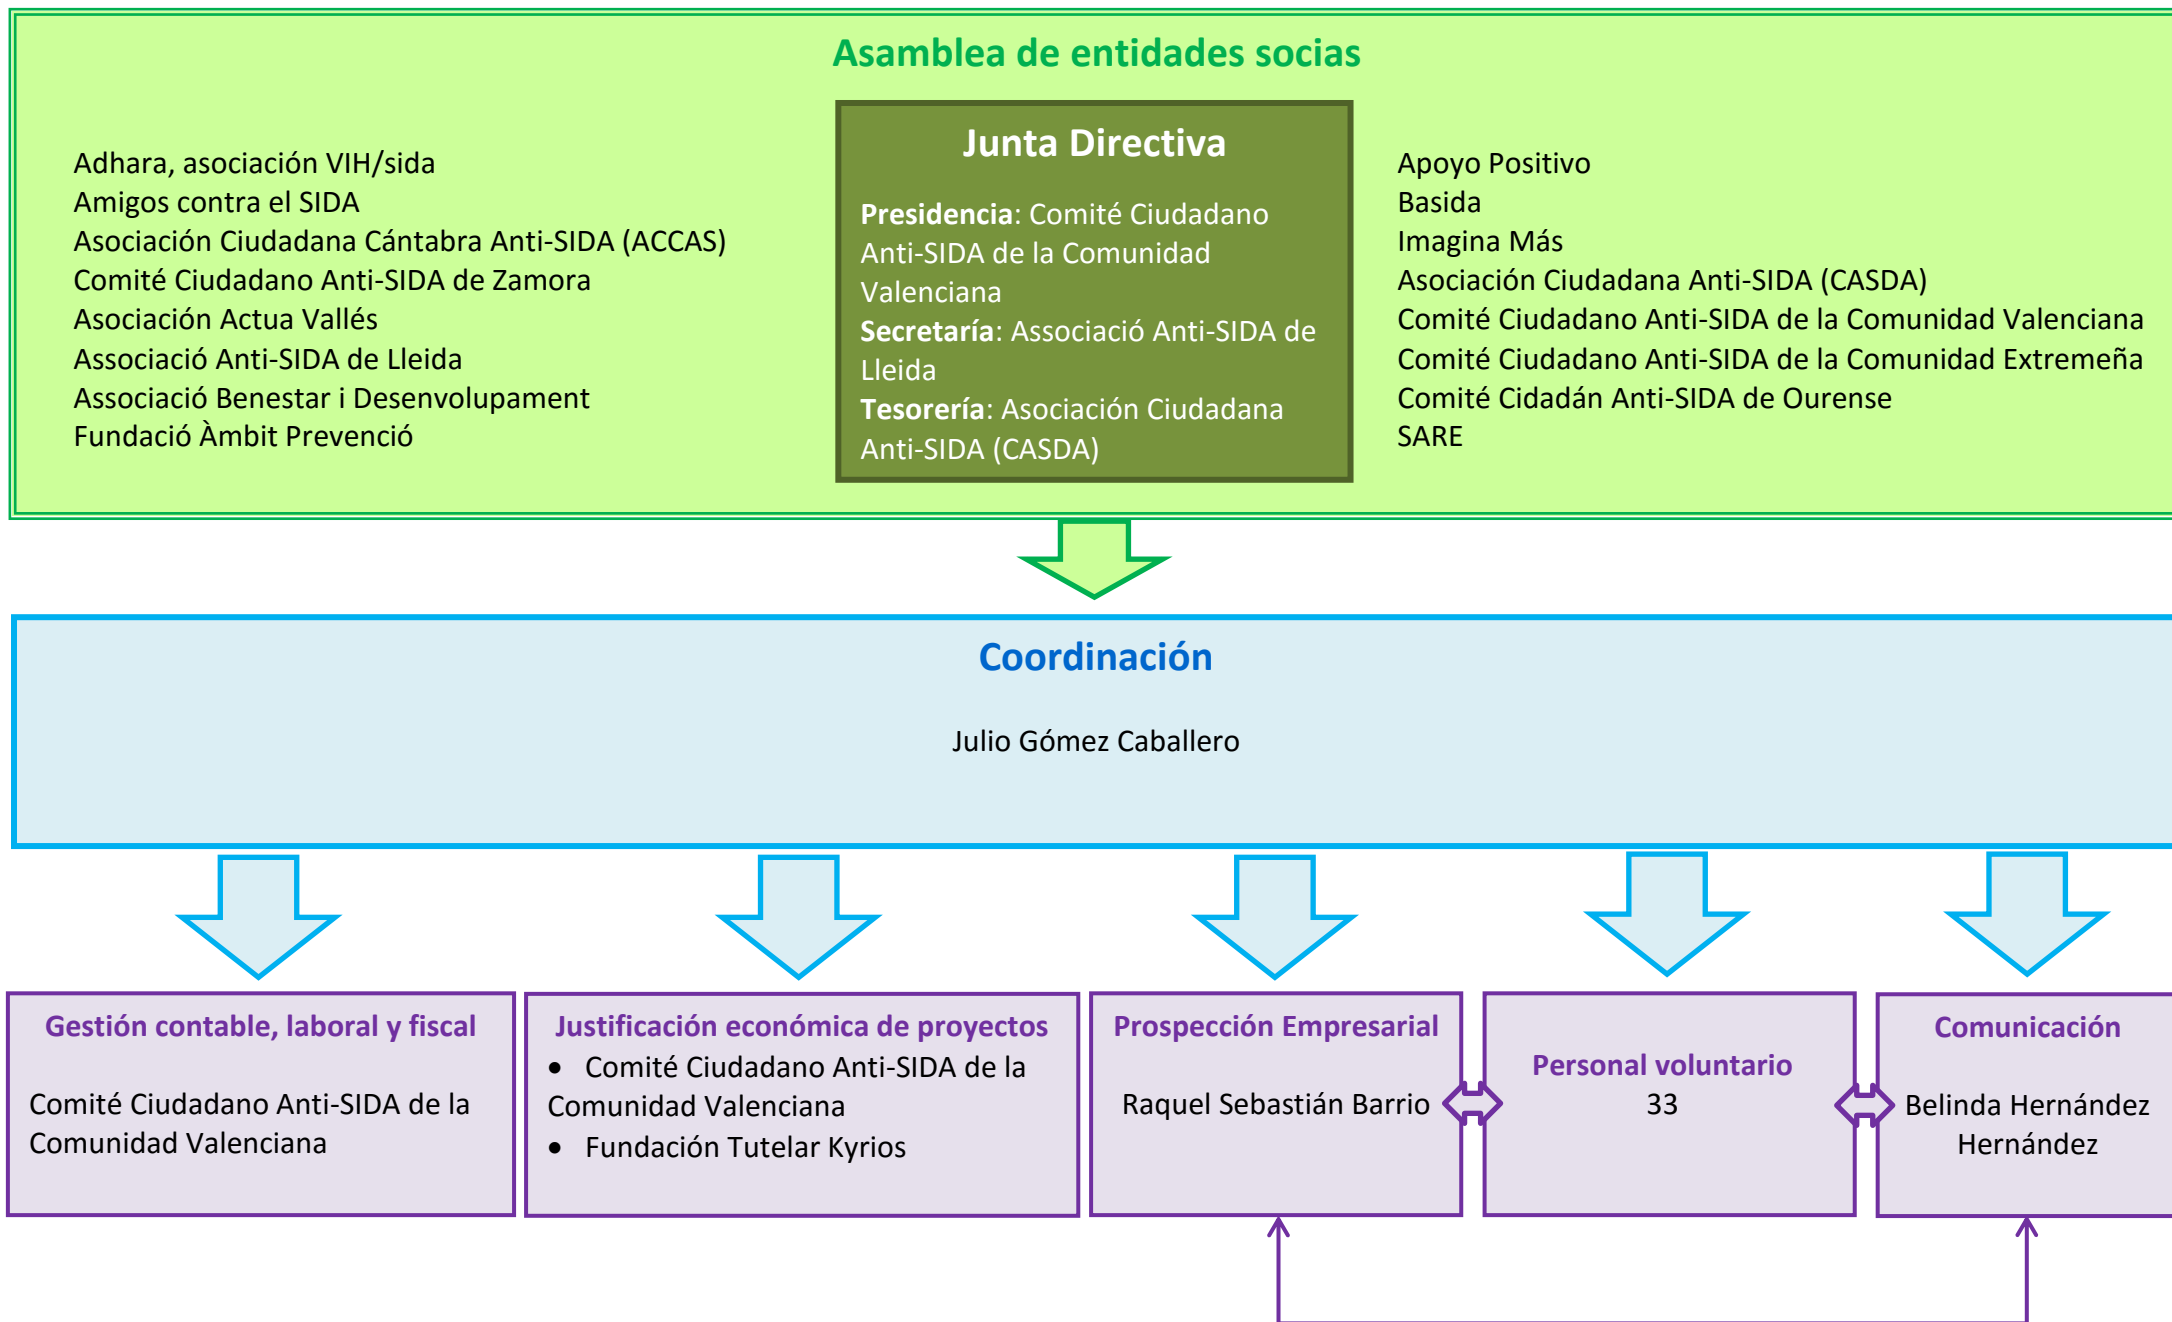 Asamblea de entidades socias
Adhara, asociación VIH/sida
Amigos contra el SIDA
Asociación Ciudadana Cántabra Anti-SIDA (ACCAS)
Comité Ciudadano Anti-SIDA de Zamora
Asociación Actua Vallés
Associació Anti-SIDA de Lleida
Associació Benestar i Desenvolupament
Fundació Àmbit Prevenció
Junta Directiva
Presidencia: Comité Ciudadano
Anti-SIDA de la Comunidad
Valenciana
Secretaría: Associació Anti-SIDA de
Lleida
Tesorería: Asociación Ciudadana
Anti-SIDA (CASDA)
Apoyo Positivo
Basida
Imagina Más
Asociación Ciudadana Anti-SIDA (CASDA)
Comité Ciudadano Anti-SIDA de la Comunidad Valenciana
Comité Ciudadano Anti-SIDA de la Comunidad Extremeña
Comité Cidadán Anti-SIDA de Ourense
SARE
Coordinación
Julio Gómez Caballero
Gestión contable, laboral y fiscal
Comité Ciudadano Anti-SIDA de la
Comunidad Valenciana
Justificación económica de proyectos
• Comité Ciudadano Anti-SIDA de la
Comunidad Valenciana
• Fundación Tutelar Kyrios
Prospección Empresarial
Raquel Sebastián Barrio
Personal voluntario
33
Comunicación
Belinda Hernández
Hernández